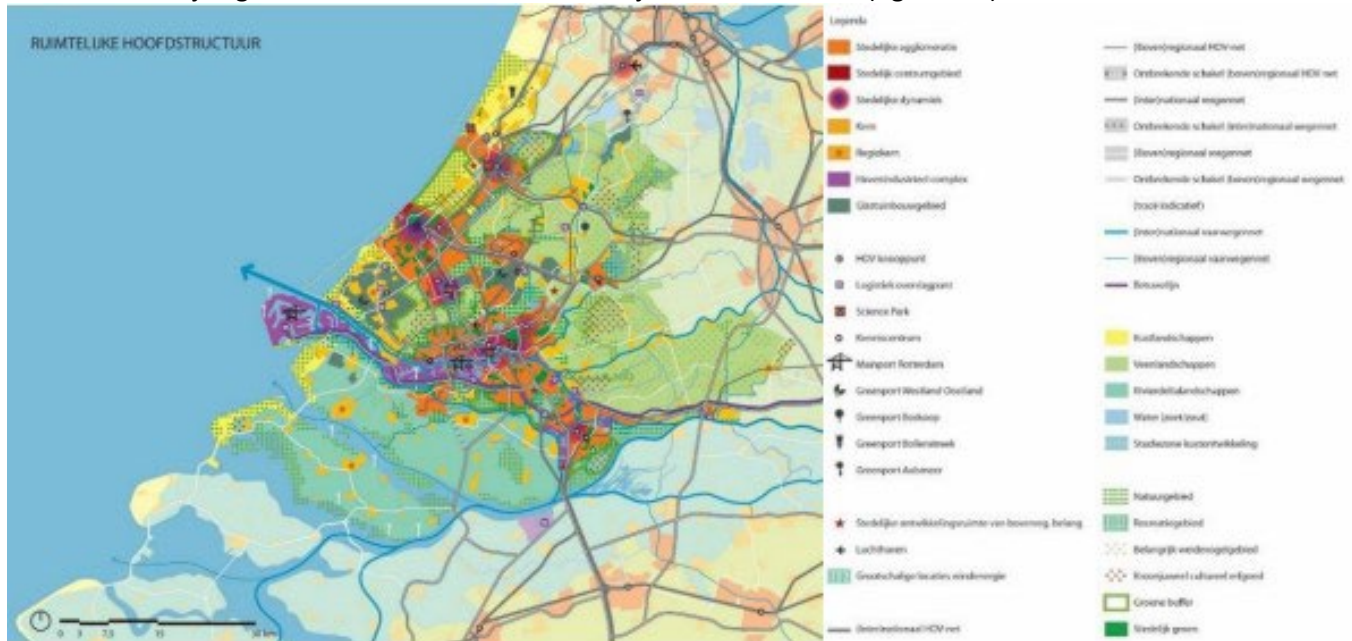 RUIMTELIJKE HOOFDSTRUCTUUR
0
3
7,5
15
30 km
Legenda
Stedelijke agglomeratie
Stedelijk centrumgebied
Stedelijke dynamiek
Kern
Regiokern
Havenindustrieel complex
Glastuinbouwgebied
HOV knooppunt
Logistiek overslagpunt
Science Park
Kenniscentrum
Mainport Rotterdam
Greenport Westland Oostland
Greenport Boskoop
Greenport Bollenstreek
Greenport Aalsmeer
Stedelijke ontwikkelingsruimte van bovenreg. belang
Luchthaven
Grootschalige locaties windenergie
(Inter)nationaal HOV net
(Boven)regionaal HOV net
Ontbrekende schakel (boven)regionaal HOV net
(Inter)nationaal wegennet
Ontbrekende schakel (inter)nationaal wegennet
(Boven)regionaal wegennet
Ontbrekende schakel (boven)regionaal wegennet
(tracé indicatief)
(Inter)nationaal vaarwegennet
(Boven)regionaal vaarwegennet
Betuwelijn
Kustlandschappen
Veenlandschappen
Rivierdeltalandschappen
Water (zoet/zout)
Studiezone kustontwikkeling
Natuurgebied
Recreatiegebied
Belangrijk weidevogelgebied
Kroonjuweel cultureel erfgoed
Groene buffer
Stedelijk groen